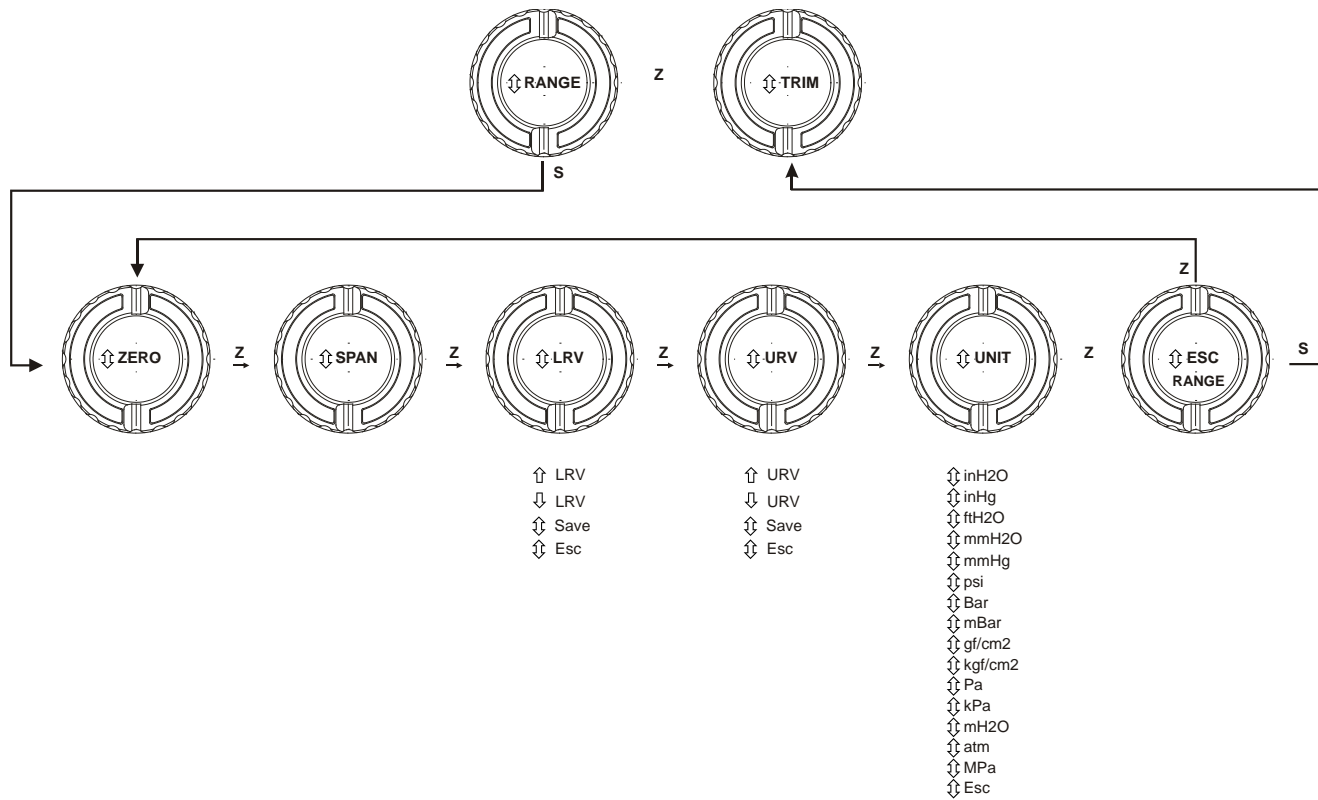 ⇳ RANGE
Z
⇳ TRIM
S
Z
⇳ ZERO
Z
⇳ SPAN
Z
⇳ LRV
Z
⇳ URV
Z
⇳ UNIT
Z
⇳ ESC
RANGE
S
⇧ LRV
⇩ LRV
⇳ Save
⇳ Esc
⇧ URV
⇩ URV
⇳ Save
⇳ Esc
⇳ inH2O
⇳ inHg
⇳ ftH2O
⇳ mmH2O
⇳ mmHg
⇳ psi
⇳ Bar
⇳ mBar
⇳ gf/cm2
⇳ kgf/cm2
⇳ Pa
⇳ kPa
⇳ mH2O
⇳ atm
⇳ MPa
⇳ Esc